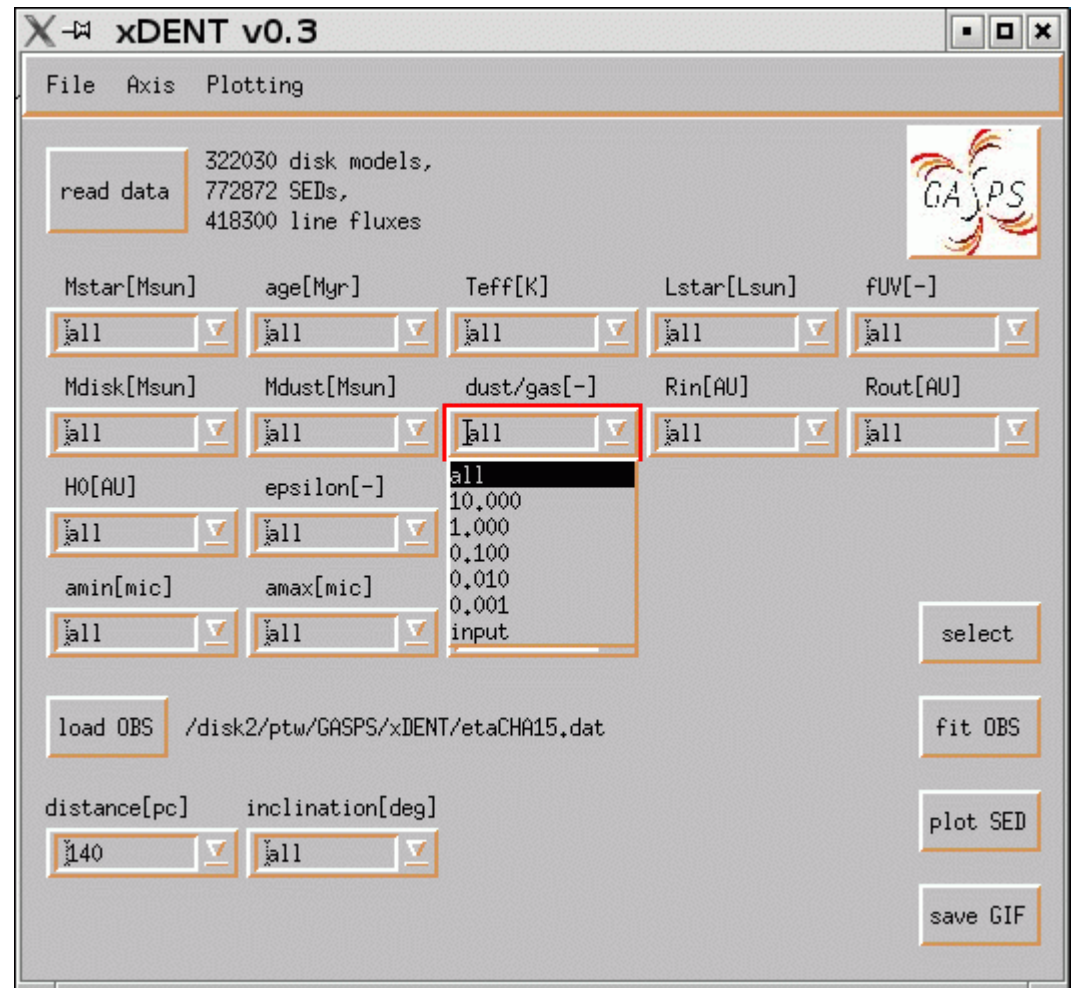 xDENT v0.3
File Axis Plotting
read data
322030 disk models,
772872 SEDs,
418300 line fluxes
GASPS
Mstar[Msun] age[Myr] Teff[K] Lstar[Lsun] fUV[-]
all all all all all
Mdisk[Msun] Mdust[Msun] dust/gas[-] Rin[AU] Rout[AU]
all all all all all
H0[AU] epsilon[-]
all all
all
10.000
1.000
0.100
0.010
0.001
input
amin[mic] amax[mic]
all all
select
load OBS /disk2/ptw/GASPS/xDENT/etaCHA15.dat
fit OBS
distance[pc] inclination[deg]
140 all
plot SED
save GIF